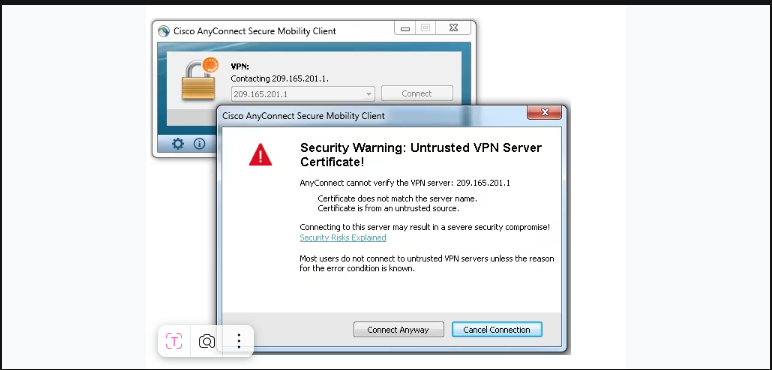 Cisco AnyConnect Secure Mobility Client
VPN:
Contacting 209.165.201.1.
209.165.201.1
Connect
Cisco AnyConnect Secure Mobility Client
Security Warning: Untrusted VPN Server
Certificate!
AnyConnect cannot verify the VPN server: 209.165.201.1
Certificate does not match the server name.
Certificate is from an untrusted source.
Connecting to this server may result in a severe security compromise!
Security Risks Explained
Most users do not connect to untrusted VPN servers unless the reason
for the error condition is known.
Connect Anyway
Cancel Connection